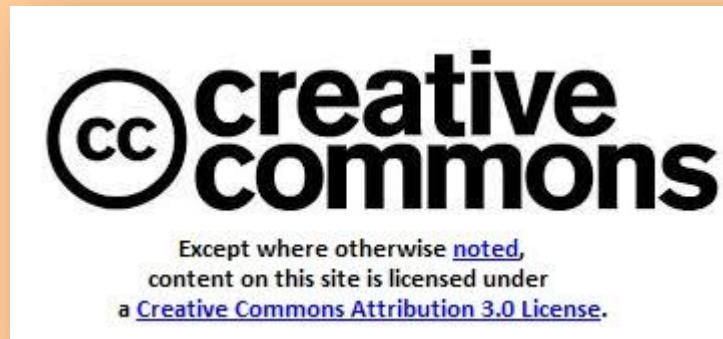 cc creative
commons
Except where otherwise noted,
content on this site is licensed under
a Creative Commons Attribution 3.0 License.